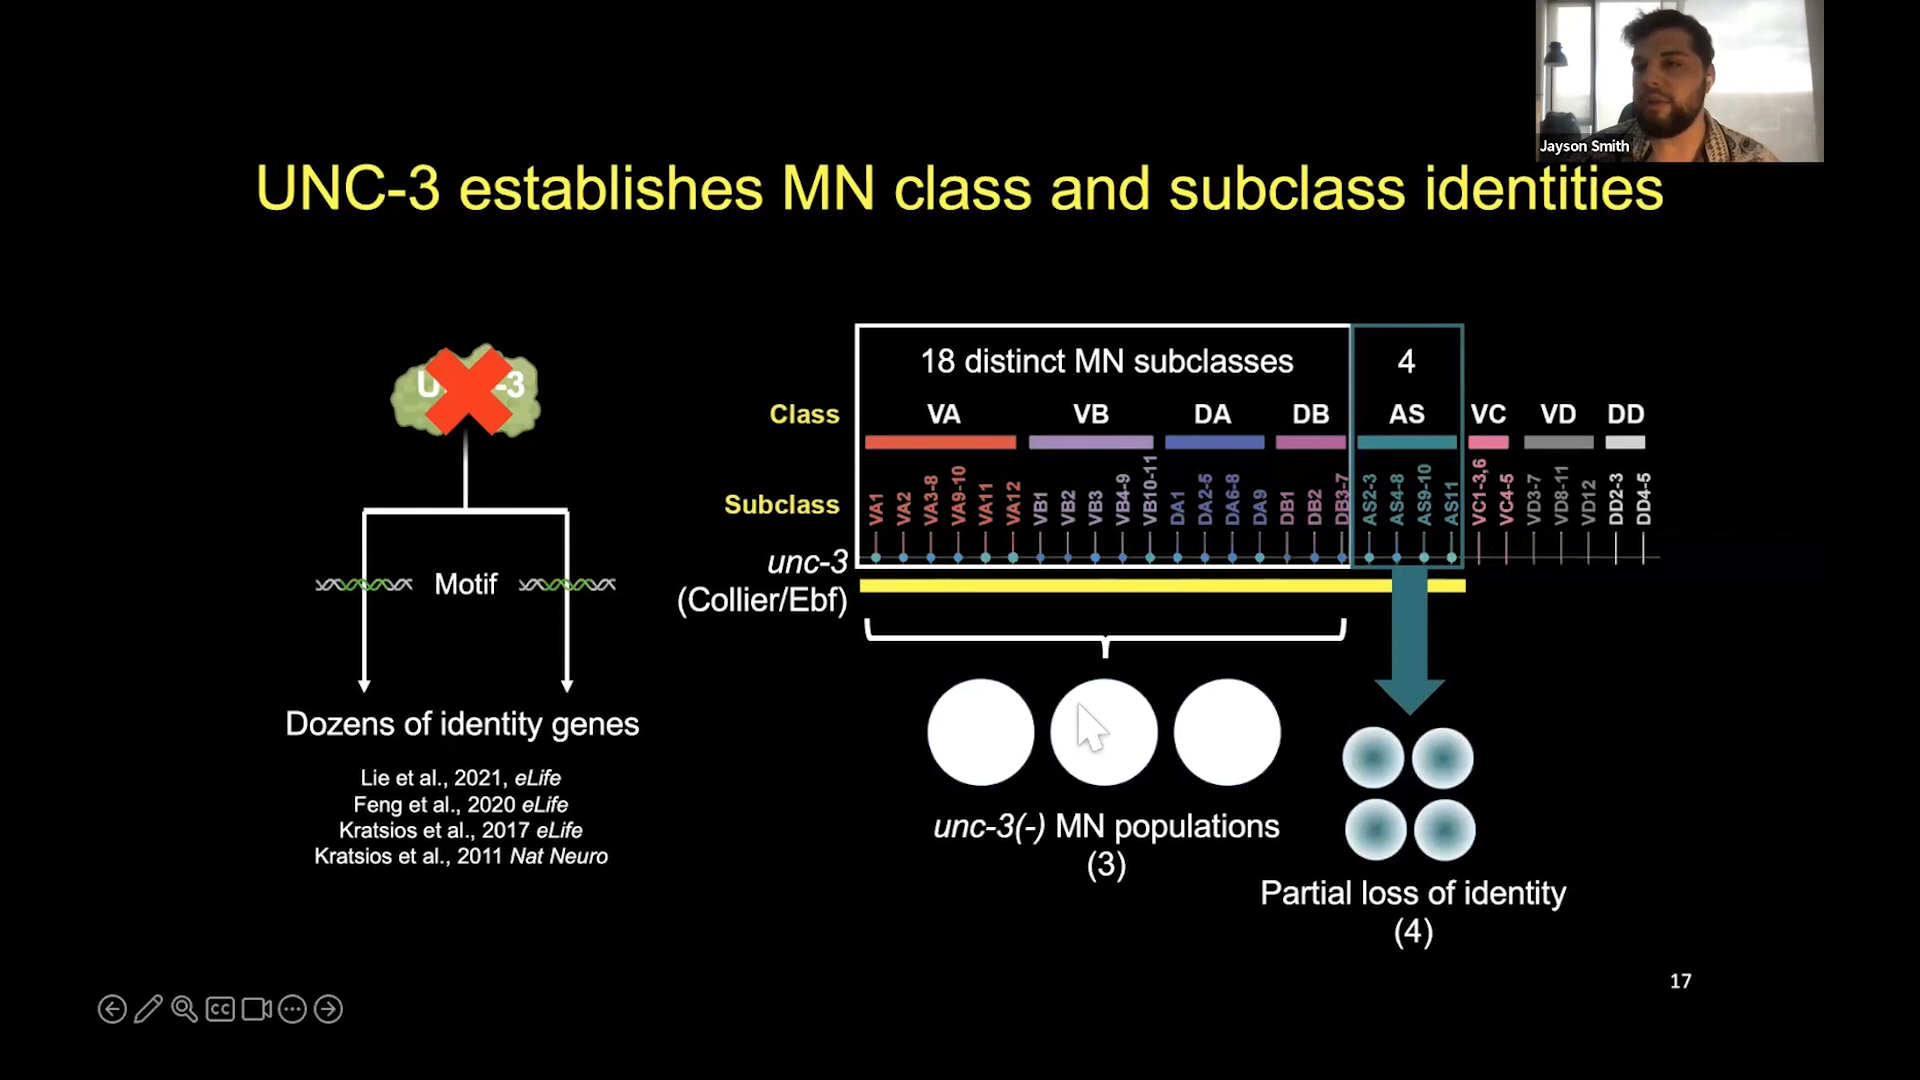 Jayson Smith
UNC-3 establishes MN class and subclass identities
18 distinct MN subclasses
4
U -3
Class
VA VB DA DB AS VC VD DD
Subclass
VA1 VA2 VA3-8 VA9-10 VA11 VA12 VB1 VB2 VB3 VB4-9 VB10-11 DA1 DA2-5 DA6-8 DA9 DB1 DB2 DB3-7 AS2-3 AS4-8 AS9-10 AS11 VC1-3,6 VC4-5 VD3-7 VD8-11 VD12 DD2-3 DD4-5
unc-3
(Collier/Ebf)
Motif
Dozens of identity genes
Lie et al., 2021, eLife
Feng et al., 2020 eLife
Kratsios et al., 2017 eLife
Kratsios et al., 2011 Nat Neuro
unc-3(-) MN populations
(3)
Partial loss of identity
(4)
17
CC